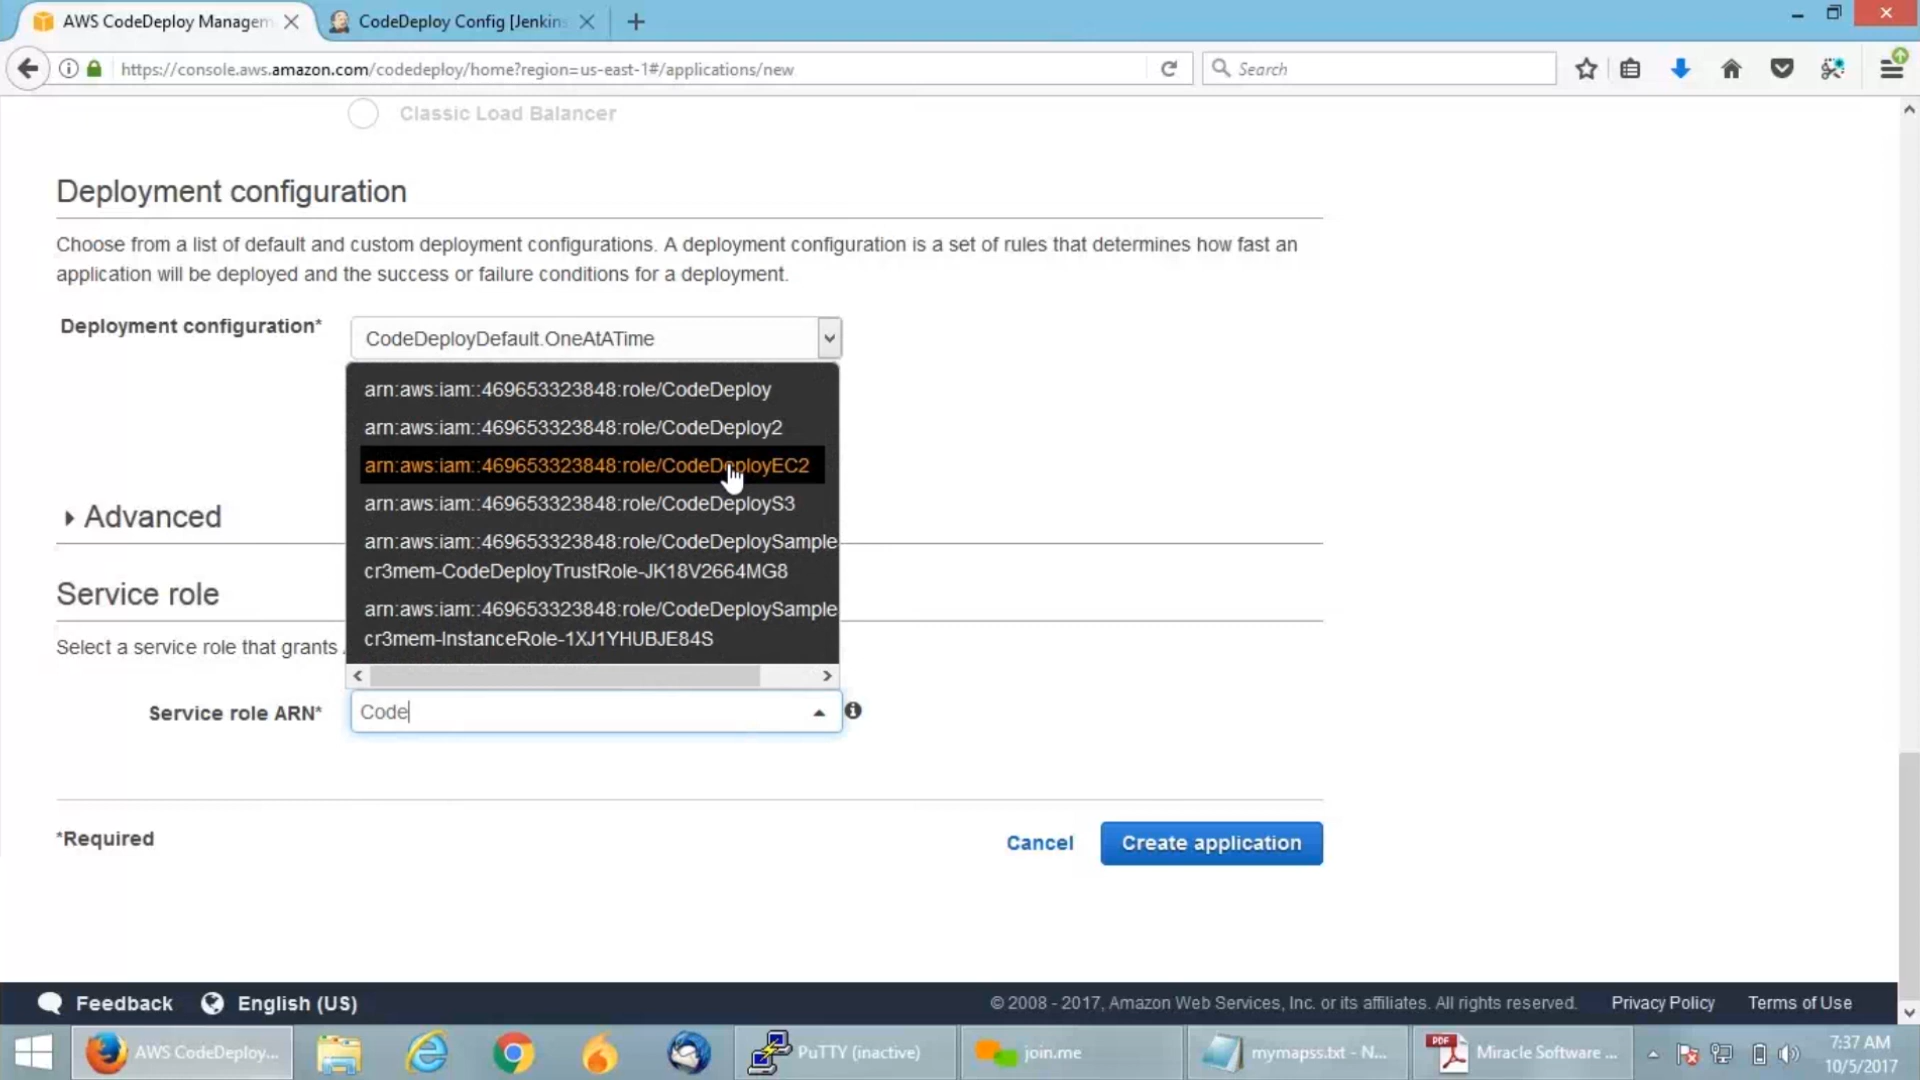 AWS CodeDeploy Managem
CodeDeploy Config [Jenkin
https://console.aws.amazon.com/codedeploy/home?region=us-east-1#/applications/new
Search
Classic Load Balancer
Deployment configuration
Choose from a list of default and custom deployment configurations. A deployment configuration is a set of rules that determines how fast an
application will be deployed and the success or failure conditions for a deployment.
Deployment configuration*
CodeDeployDefault.OneAtATime
arn:aws:iam::469653323848:role/CodeDeploy
arn:aws:iam::469653323848:role/CodeDeploy2
arn:aws:iam::469653323848:role/CodeDeployEC2
arn:aws:iam::469653323848:role/CodeDeployS3
Advanced
arn:aws:iam::469653323848:role/CodeDeploySample
cr3mem-CodeDeployTrustRole-JK18V2664MG8
Service role
arn:aws:iam::469653323848:role/CodeDeploySample
cr3mem-InstanceRole-1XJ1YHUBJE84S
Select a service role that grants
Service role ARN*
Code
*Required
Cancel
Create application
Feedback
English (US)
© 2008 - 2017, Amazon Web Services, Inc. or its affiliates. All rights reserved.
Privacy Policy
Terms of Use
AWS CodeDeploy...
PuTTY (inactive)
join.me
mymapss.txt - N...
PDF
Miracle Software ...
7:37 AM
10/5/2017